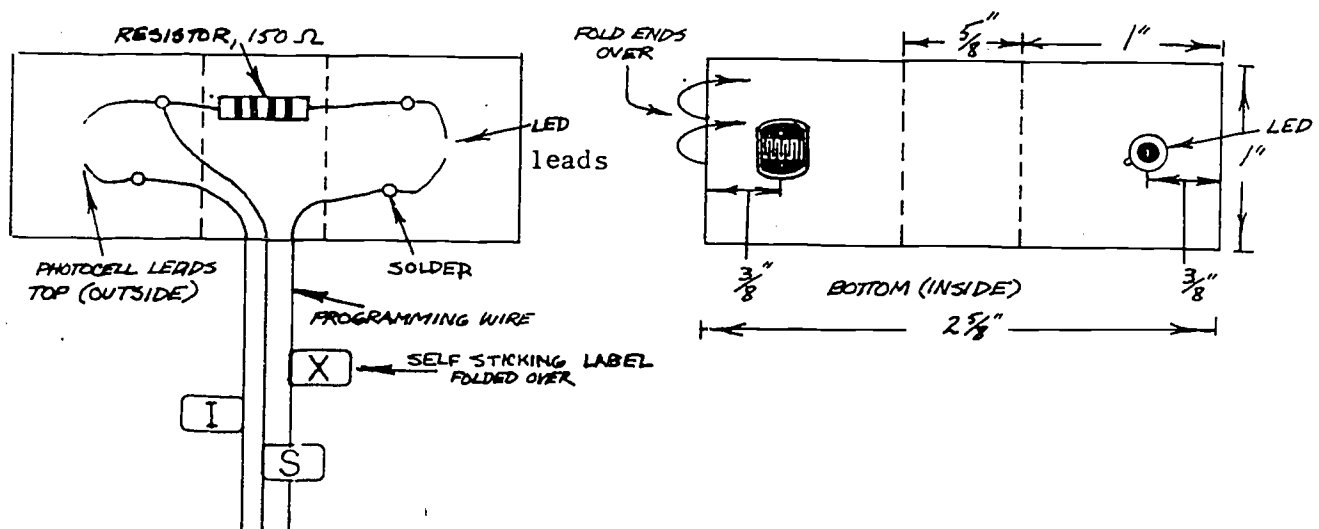 RESISTOR, 150 Ω
LED
leads
PHOTOCELL LEADS
TOP (OUTSIDE)
SOLDER
PROGRAMMING WIRE
X
SELF STICKING LABEL
FOLDED OVER
I
S
FOLD ENDS
OVER
5/8"
1"
LED
1"
3/8"
BOTTOM (INSIDE)
3/8"
2 5/8"